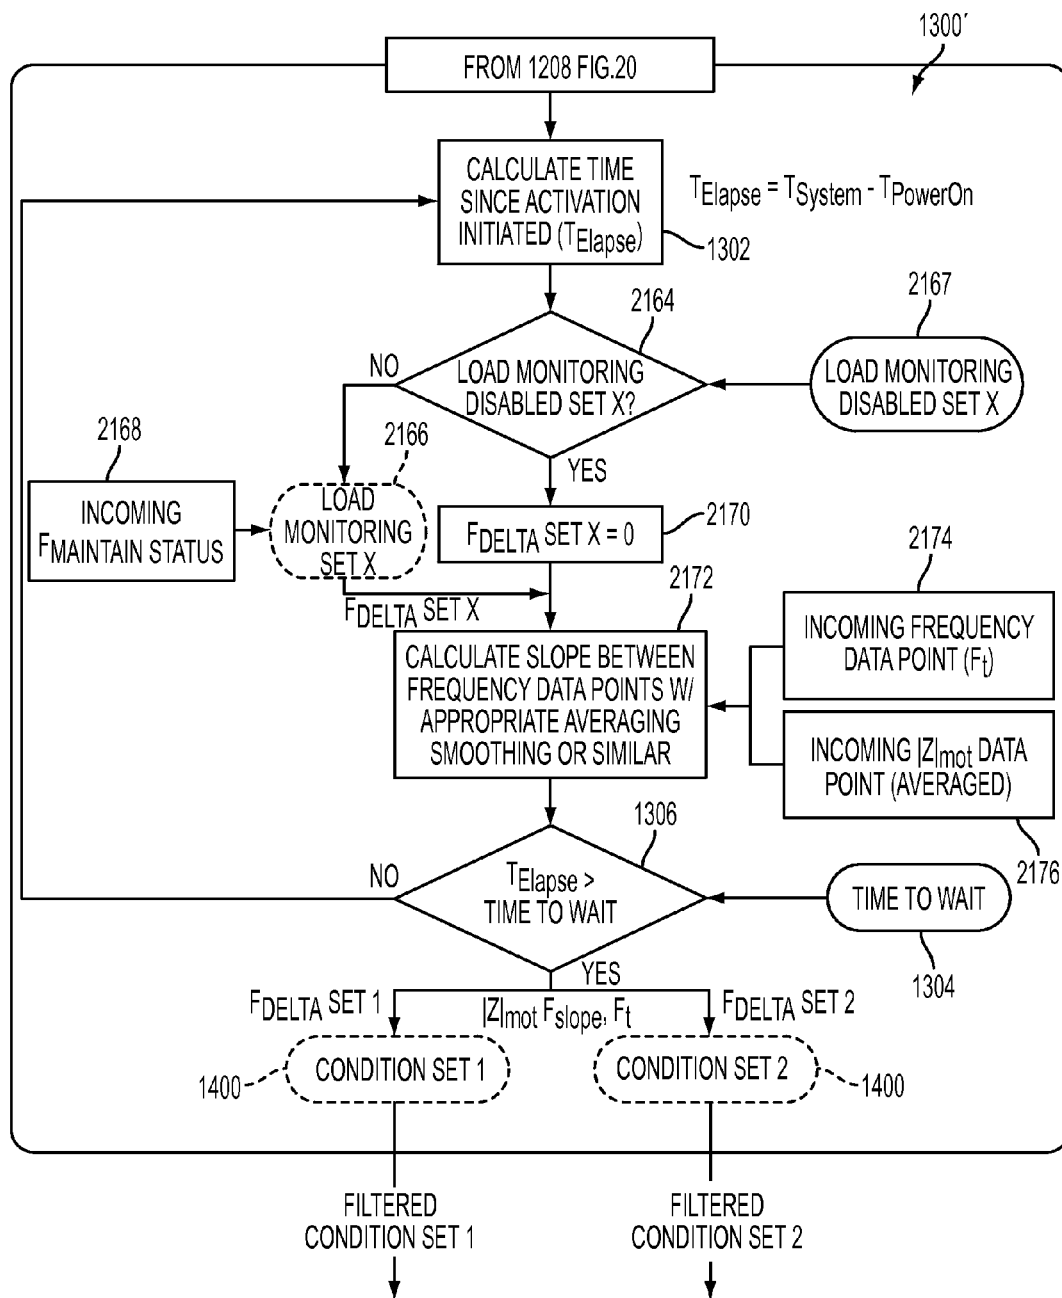 1300'
FROM 1208 FIG.20
CALCULATE TIME
SINCE ACTIVATION
INITIATED (TElapse)
TElapse = TSystem - TPowerOn
1302
2164
2167
NO
LOAD MONITORING
DISABLED SET X?
LOAD MONITORING
DISABLED SET X
2168
2166
YES
INCOMING
FMAINTAIN STATUS
LOAD
MONITORING
SET X
FDELTA SET X = 0
2170
2174
FDELTA SET X
2172
CALCULATE SLOPE BETWEEN
FREQUENCY DATA POINTS W/
APPROPRIATE AVERAGING
SMOOTHING OR SIMILAR
INCOMING FREQUENCY
DATA POINT (Ft)
INCOMING |Z|mot DATA
POINT (AVERAGED)
1306
2176
NO
TElapse >
TIME TO WAIT
TIME TO WAIT
YES
1304
FDELTA SET 1
|Z|mot Fslope, Ft
FDELTA SET 2
CONDITION SET 1
CONDITION SET 2
1400
1400
FILTERED
CONDITION SET 1
FILTERED
CONDITION SET 2